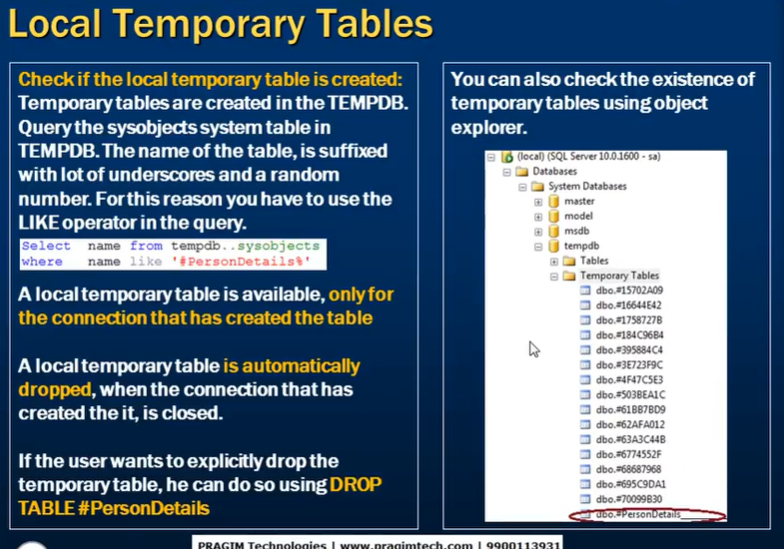 Local Temporary Tables
Check if the local temporary table is created:
Temporary tables are created in the TEMPDB.
Query the sysobjects system table in
TEMPDB. The name of the table, is suffixed
with lot of underscores and a random
number. For this reason you have to use the
LIKE operator in the query.
Select name from tempdb..sysobjects
where name like '#PersonDetails%'
A local temporary table is available, only for
the connection that has created the table
A local temporary table is automatically
dropped, when the connection that has
created the it, is closed.
If the user wants to explicitly drop the
temporary table, he can do so using DROP
TABLE #PersonDetails
You can also check the existence of
temporary tables using object
explorer.
(local) (SQL Server 10.0.1600 - sa)
Databases
System Databases
master
model
msdb
tempdb
Tables
Temporary Tables
dbo.#15702A09
dbo.#16644E42
dbo.#1758727B
dbo.#184C96B4
dbo.#395884C4
dbo.#3E723F9C
dbo.#4F47C5E3
dbo.#503BEA1C
dbo.#61BB7BD9
dbo.#62AFA012
dbo.#63A3C44B
dbo.#6774552F
dbo.#68687968
dbo.#695C9DA1
dbo.#70099B30
dbo.#PersonDetails____
PRAGIM Technologies | www.pragimtech.com | 9900113931